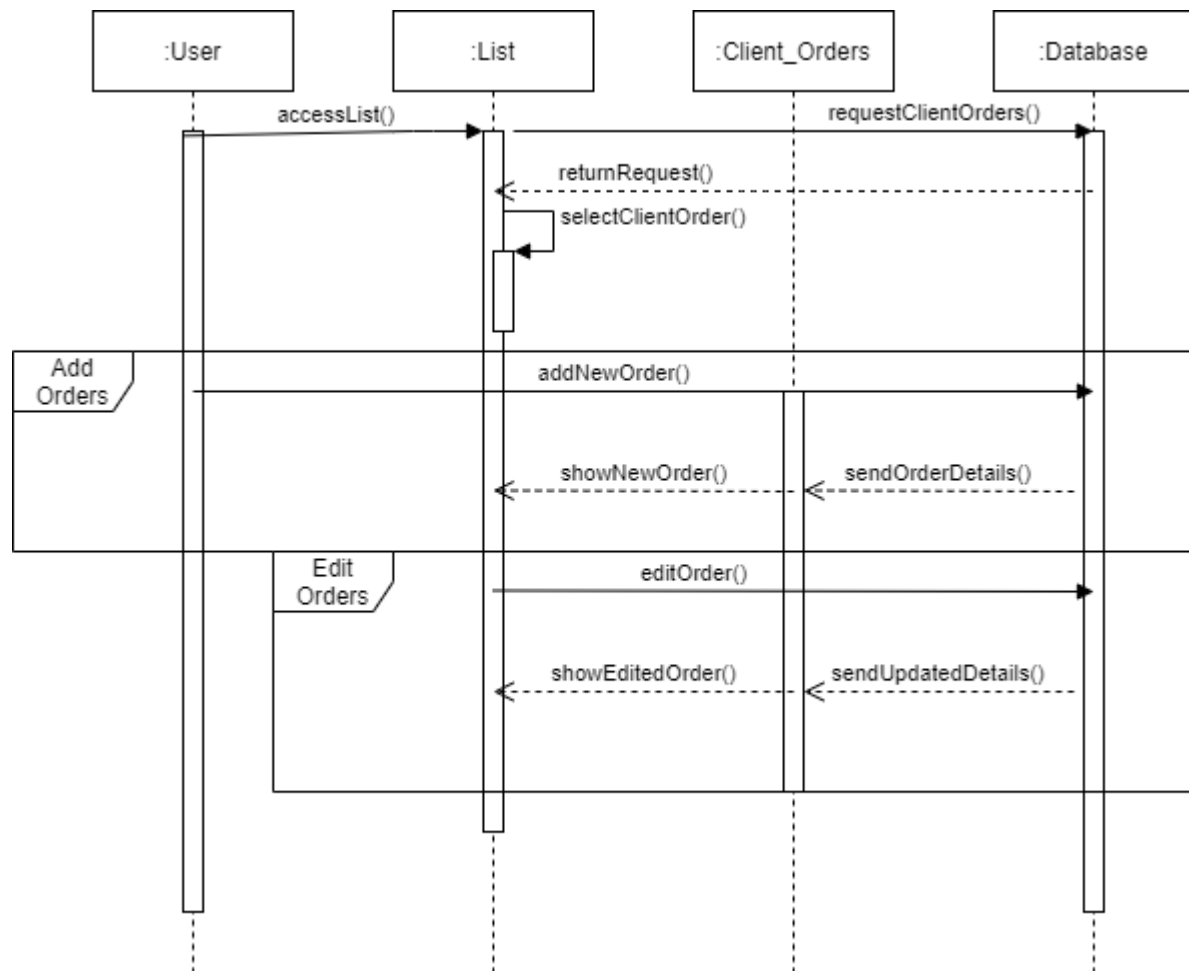 :User
:List
:Client_Orders
:Database
accessList()
requestClientOrders()
returnRequest()
selectClientOrder()
Add
Orders
addNewOrder()
showNewOrder()
sendOrderDetails()
Edit
Orders
editOrder()
showEditedOrder()
sendUpdatedDetails()